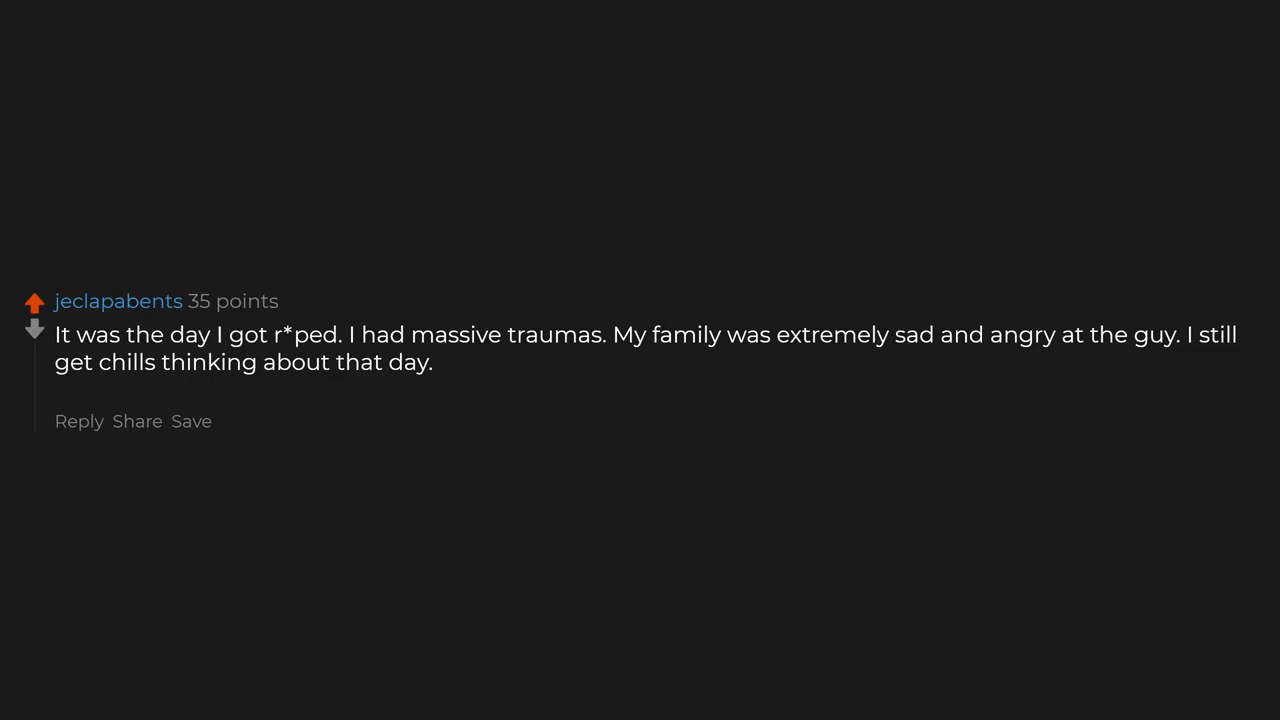 jeclapabents 35 points
It was the day I got r*ped. I had massive traumas. My family was extremely sad and angry at the guy. I still
get chills thinking about that day.
Reply Share Save